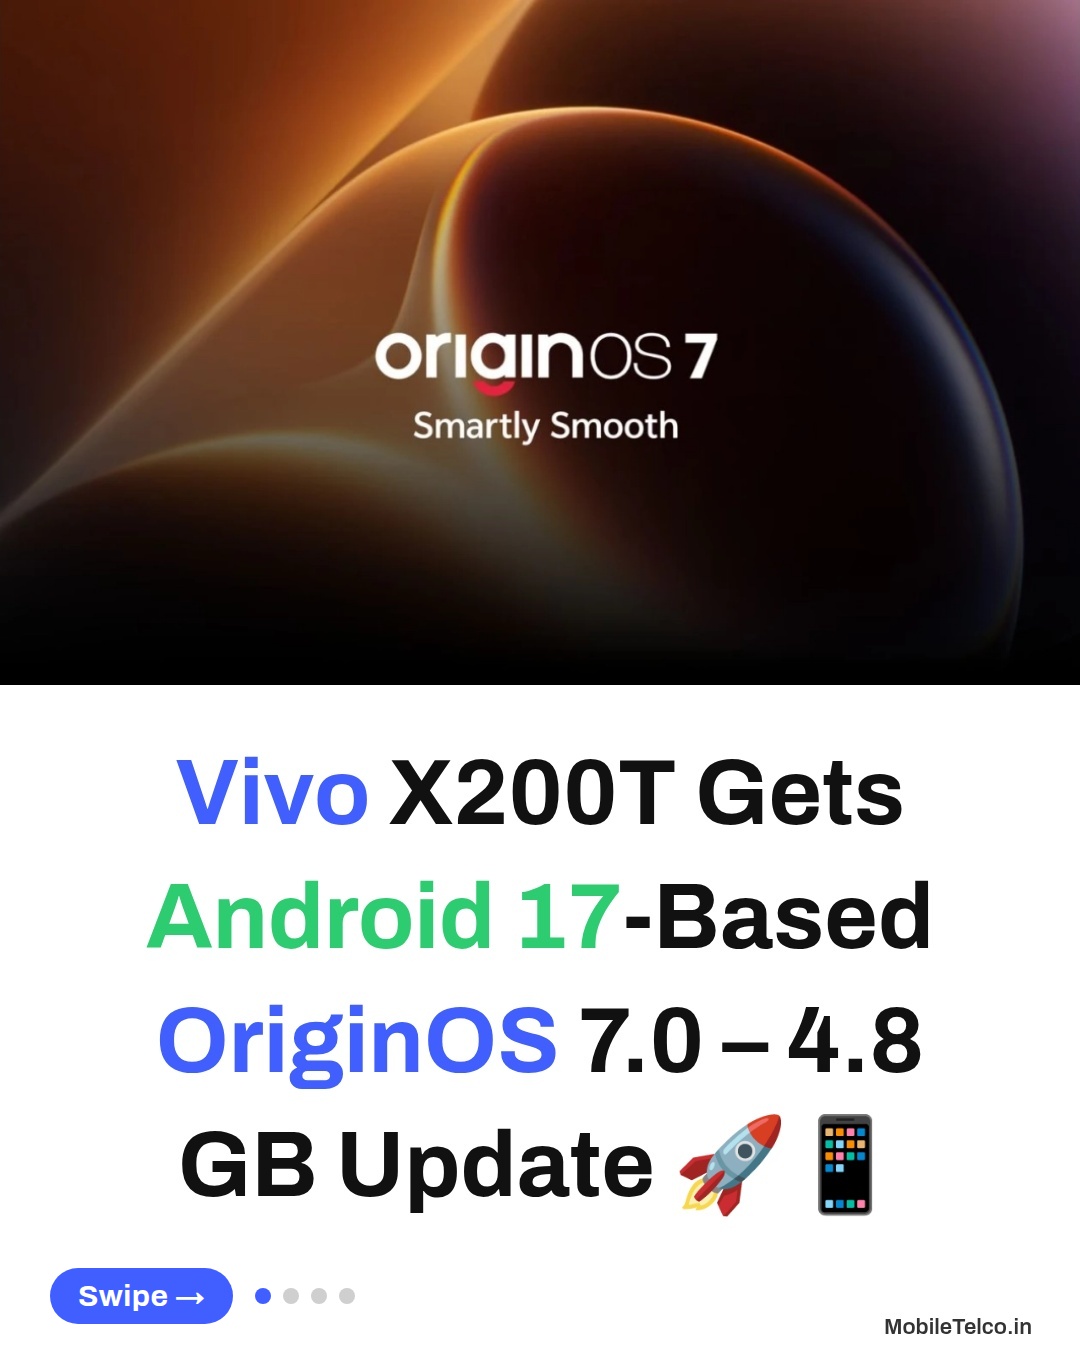 originOS 7
Smartly Smooth
Vivo X200T Gets
Android 17-Based
OriginOS 7.0 – 4.8
GB Update 🚀 📱
Swipe →
MobileTelco.in